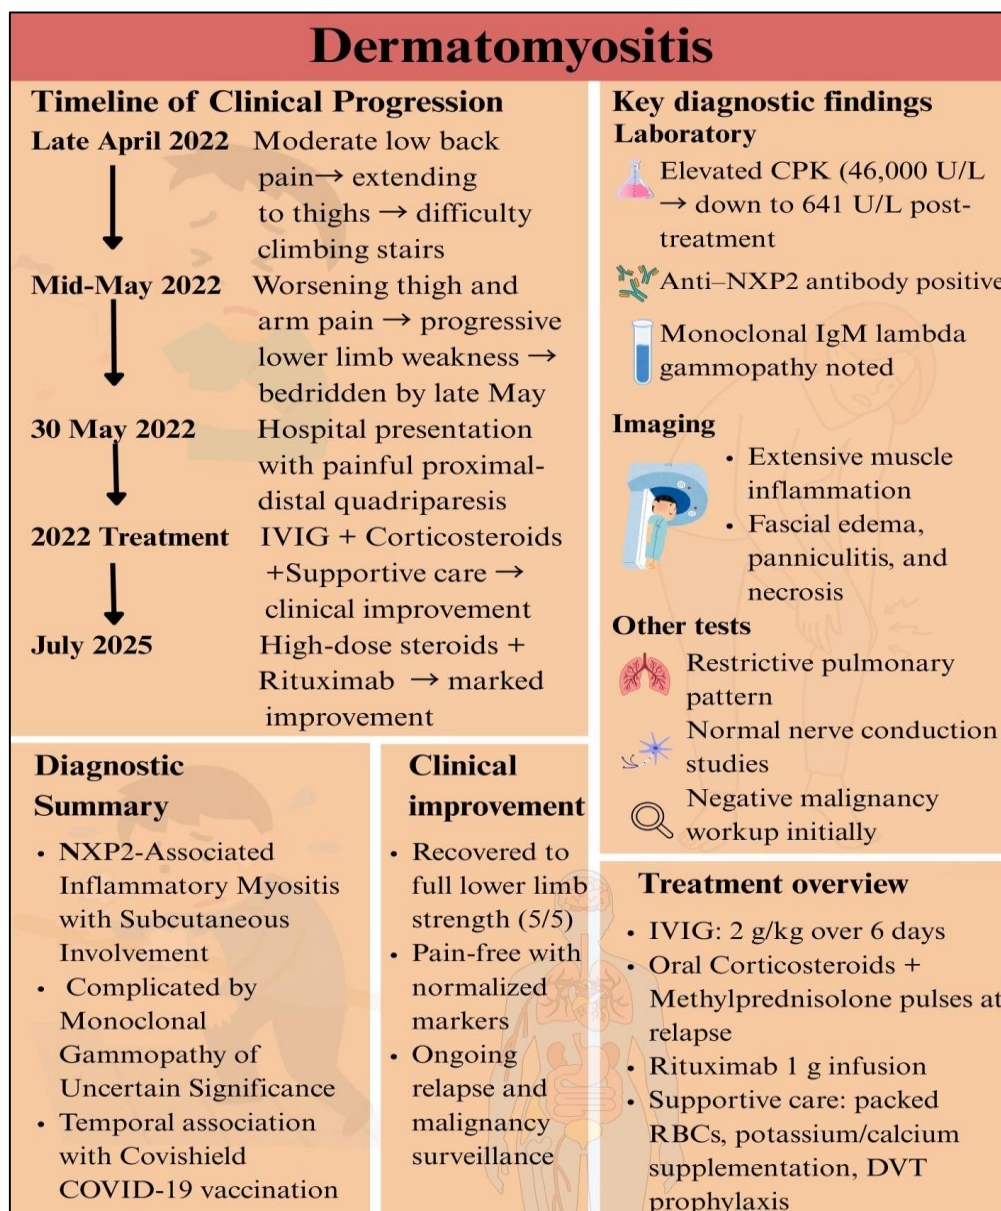 Dermatomyositis
Timeline of Clinical Progression
Late April 2022 Moderate low back
pain→ extending
to thighs → difficulty
climbing stairs
Mid-May 2022 Worsening thigh and
arm pain → progressive
lower limb weakness →
bedridden by late May
30 May 2022 Hospital presentation
with painful proximal-
distal quadriparesis
2022 Treatment IVIG + Corticosteroids
+Supportive care →
clinical improvement
July 2025 High-dose steroids +
Rituximab → marked
improvement
Key diagnostic findings
Laboratory
Elevated CPK (46,000 U/L
→ down to 641 U/L post-
treatment
Anti–NXP2 antibody positive
Monoclonal IgM lambda
gammopathy noted
Imaging
• Extensive muscle
inflammation
• Fascial edema,
panniculitis, and
necrosis
Other tests
Restrictive pulmonary
pattern
Normal nerve conduction
studies
Negative malignancy
workup initially
Diagnostic
Summary
• NXP2-Associated
Inflammatory Myositis
with Subcutaneous
Involvement
• Complicated by
Monoclonal
Gammopathy of
Uncertain Significance
• Temporal association
with Covishield
COVID-19 vaccination
Clinical
improvement
• Recovered to
full lower limb
strength (5/5)
• Pain-free with
normalized
markers
• Ongoing
relapse and
malignancy
surveillance
Treatment overview
• IVIG: 2 g/kg over 6 days
• Oral Corticosteroids +
Methylprednisolone pulses at
relapse
• Rituximab 1 g infusion
• Supportive care: packed
RBCs, potassium/calcium
supplementation, DVT
prophylaxis